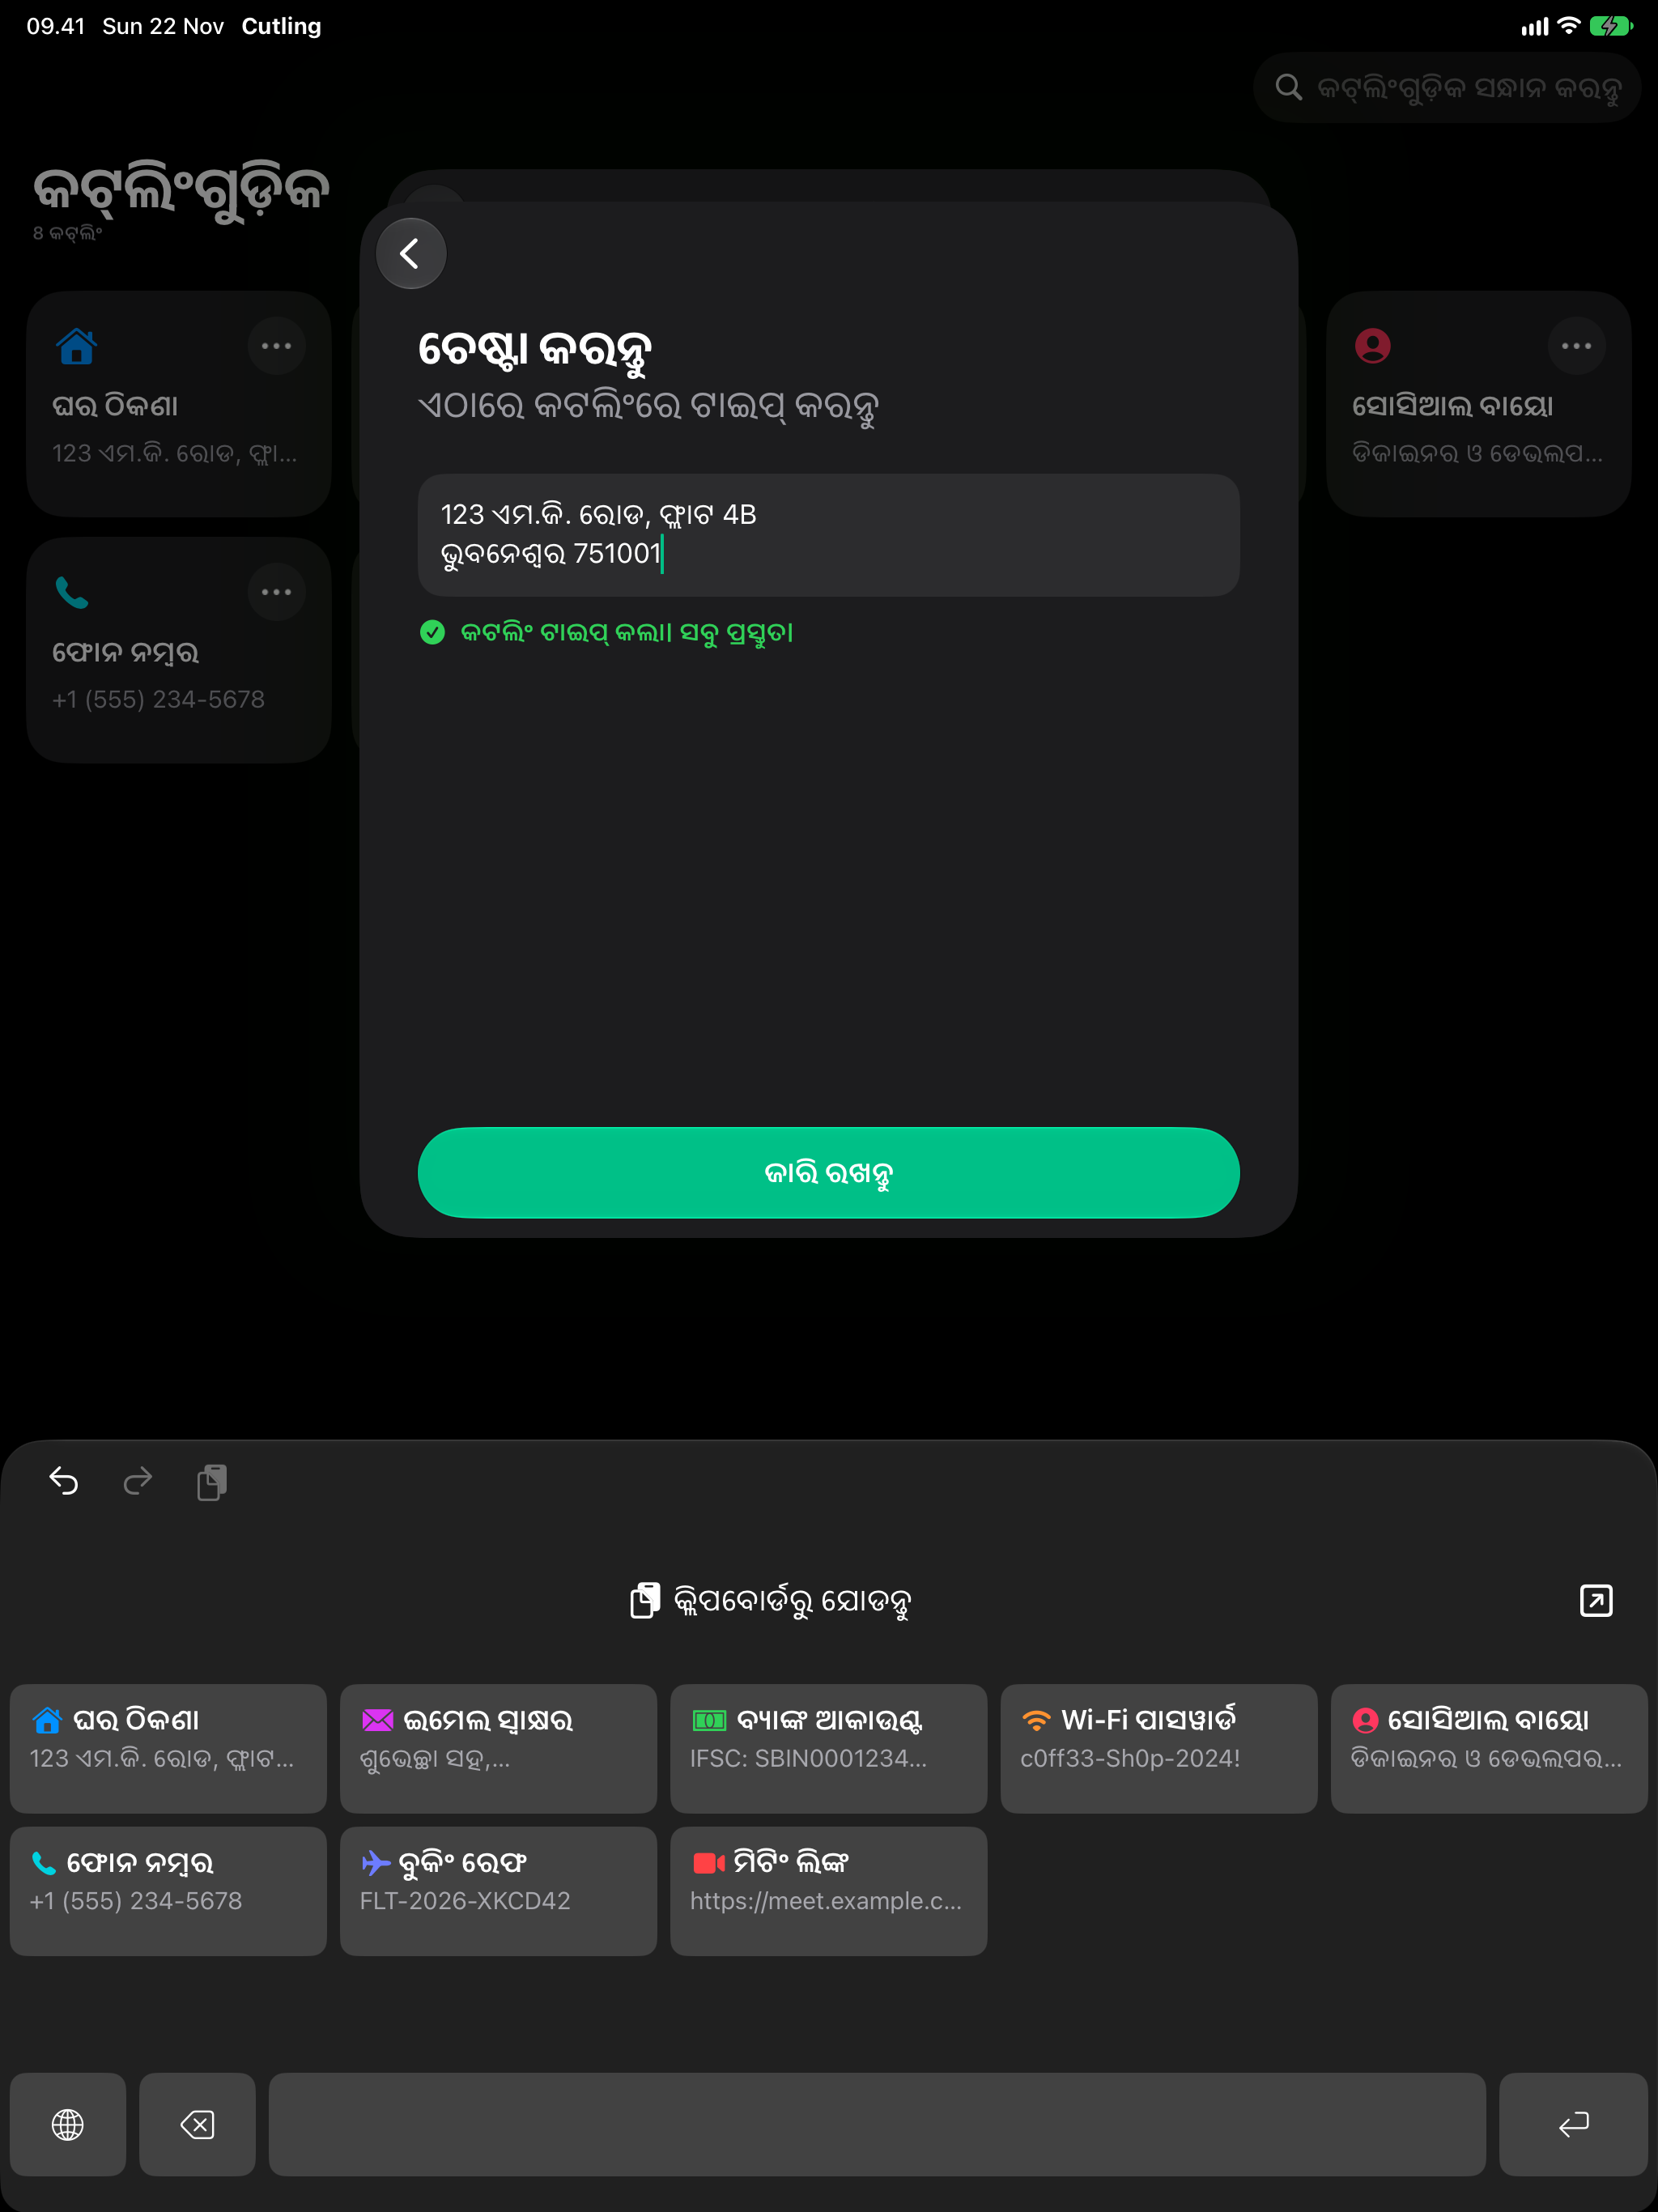 09.41 Sun 22 Nov Cutling
କଟ୍‌ଲିଂଗୁଡ଼ିକ ସନ୍ଧାନ କରନ୍ତୁ
କଟ୍‌ଲିଂଗୁଡ଼ିକ
8 କଟ୍‌ଲିଂ
ଘର ଠିକଣା
123 ଏମ.ଜି. ରୋଡ, ଫ୍ଲା...
ସୋସିଆଲ ବାୟୋ
ଡିଜାଇନର ଓ ଡେଭଲପ...
ଫୋନ ନମ୍ବର
+1 (555) 234-5678
ଚେଷ୍ଟା କରନ୍ତୁ
ଏଠାରେ କଟଲିଂରେ ଟାଇପ୍ କରନ୍ତୁ
123 ଏମ.ଜି. ରୋଡ, ଫ୍ଲାଟ 4B
ଭୁବନେଶ୍ୱର 751001
କଟଲିଂ ଟାଇପ୍ କଲା। ସବୁ ପ୍ରସ୍ତୁତ।
ଜାରି ରଖନ୍ତୁ
କ୍ଲିପବୋର୍ଡରୁ ଯୋଡନ୍ତୁ
ଘର ଠିକଣା
123 ଏମ.ଜି. ରୋଡ, ଫ୍ଲାଟ...
ଇମେଲ ସ୍ୱାକ୍ଷର
ଶୁଭେଚ୍ଛା ସହ,...
ବ୍ୟାଙ୍କ ଆକାଉଣ୍ଟ
IFSC: SBIN0001234...
Wi-Fi ପାସୱାର୍ଡ
c0ff33-Sh0p-2024!
ସୋସିଆଲ ବାୟୋ
ଡିଜାଇନର ଓ ଡେଭଲପର...
ଫୋନ ନମ୍ବର
+1 (555) 234-5678
ବୁକିଂ ରେଫ
FLT-2026-XKCD42
ମିଟିଂ ଲିଙ୍କ
https://meet.example.c...